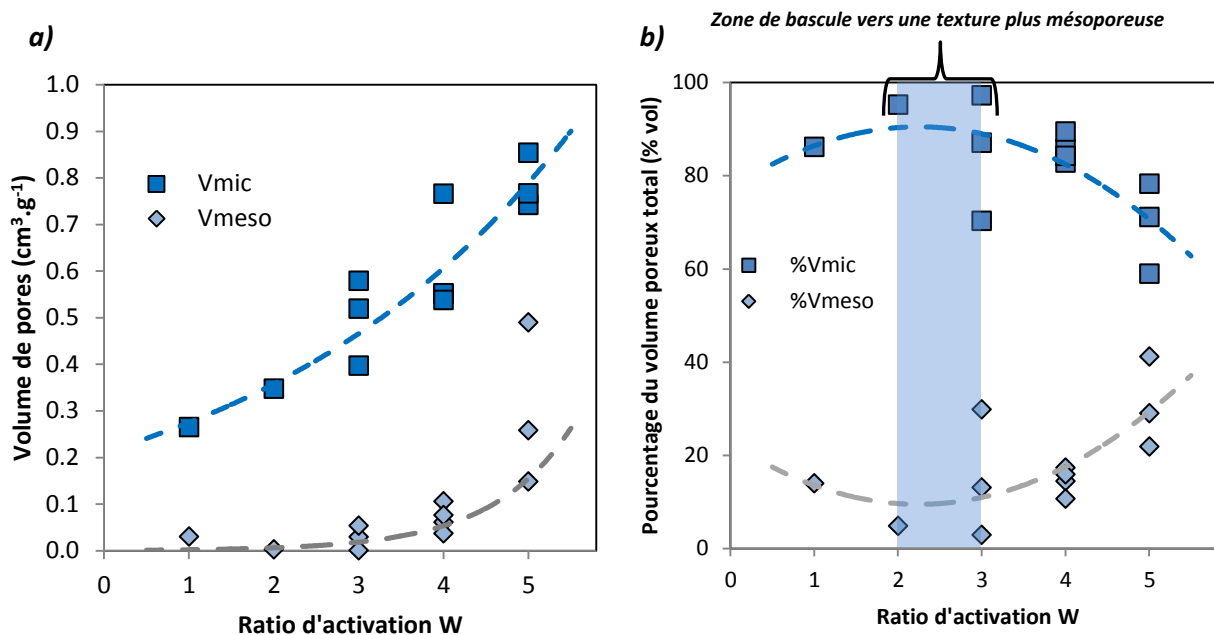 a)
Volume de pores (cm³·g⁻¹)
1.0
0.9
0.8
0.7
0.6
0.5
0.4
0.3
0.2
0.1
0.0
Vmic
Vmeso
0 1 2 3 4 5
Ratio d'activation W
Zone de bascule vers une texture plus mésoporeuse
b)
Pourcentage du volume poreux total (% vol)
100
80
60
40
20
0
%Vmic
%Vmeso
0 1 2 3 4 5
Ratio d'activation W